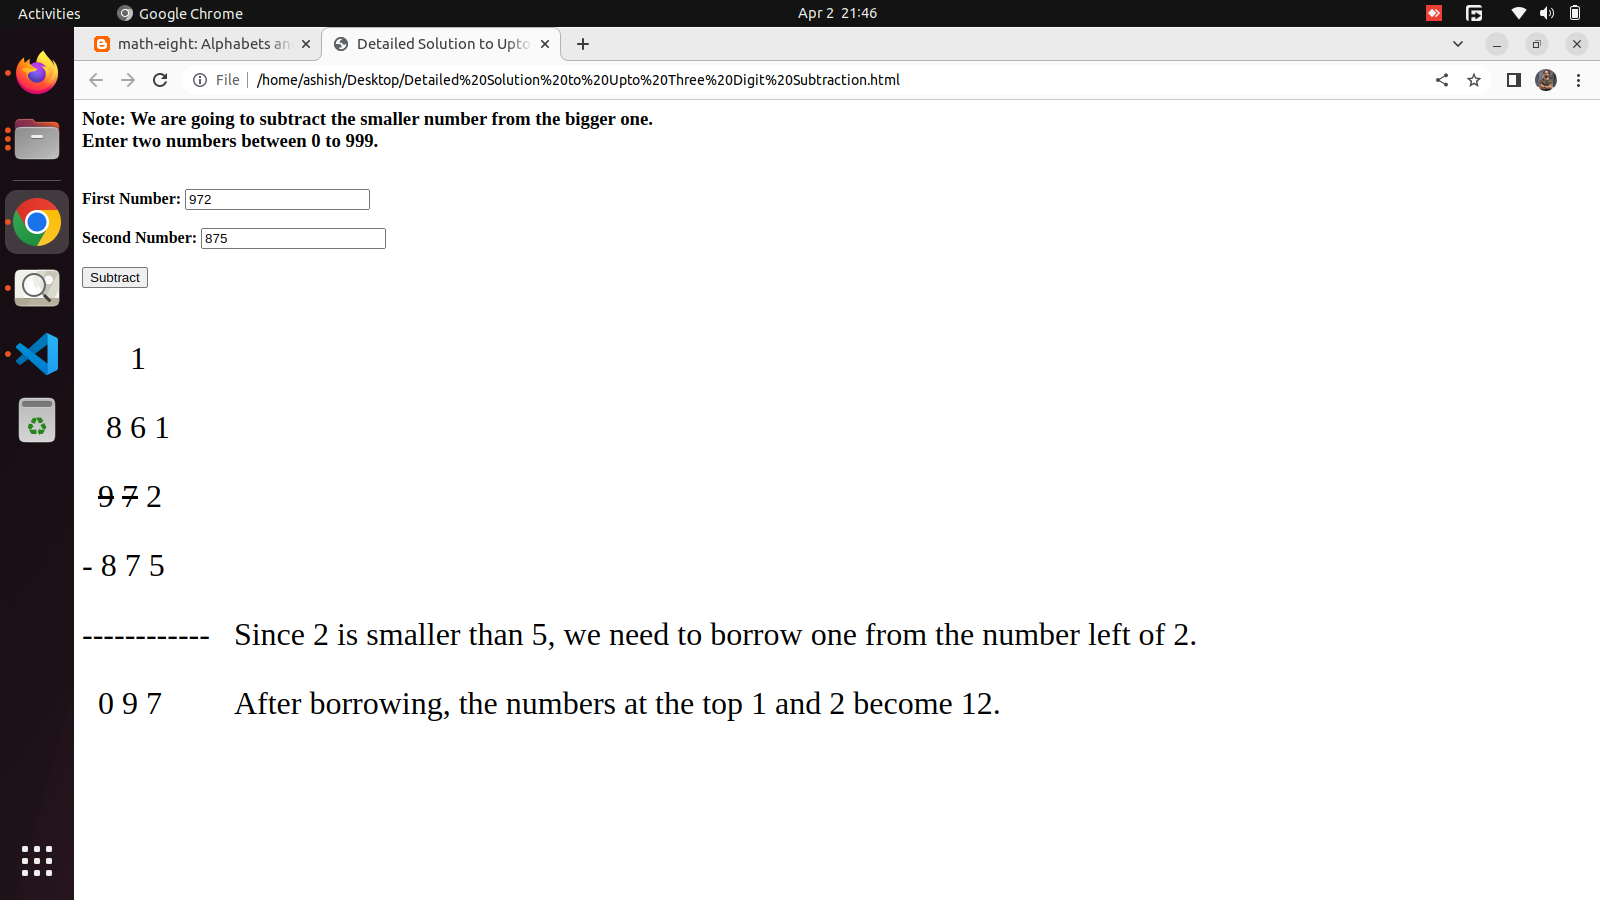 Activities Google Chrome Apr 2 21:46
math-eight: Alphabets an Detailed Solution to Upto
File /home/ashish/Desktop/Detailed%20Solution%20to%20Upto%20Three%20Digit%20Subtraction.html
Note: We are going to subtract the smaller number from the bigger one.
Enter two numbers between 0 to 999.
First Number: 972
Second Number: 875
Subtract
1
8 6 1
9 7 2
- 8 7 5
------------ Since 2 is smaller than 5, we need to borrow one from the number left of 2.
0 9 7 After borrowing, the numbers at the top 1 and 2 become 12.